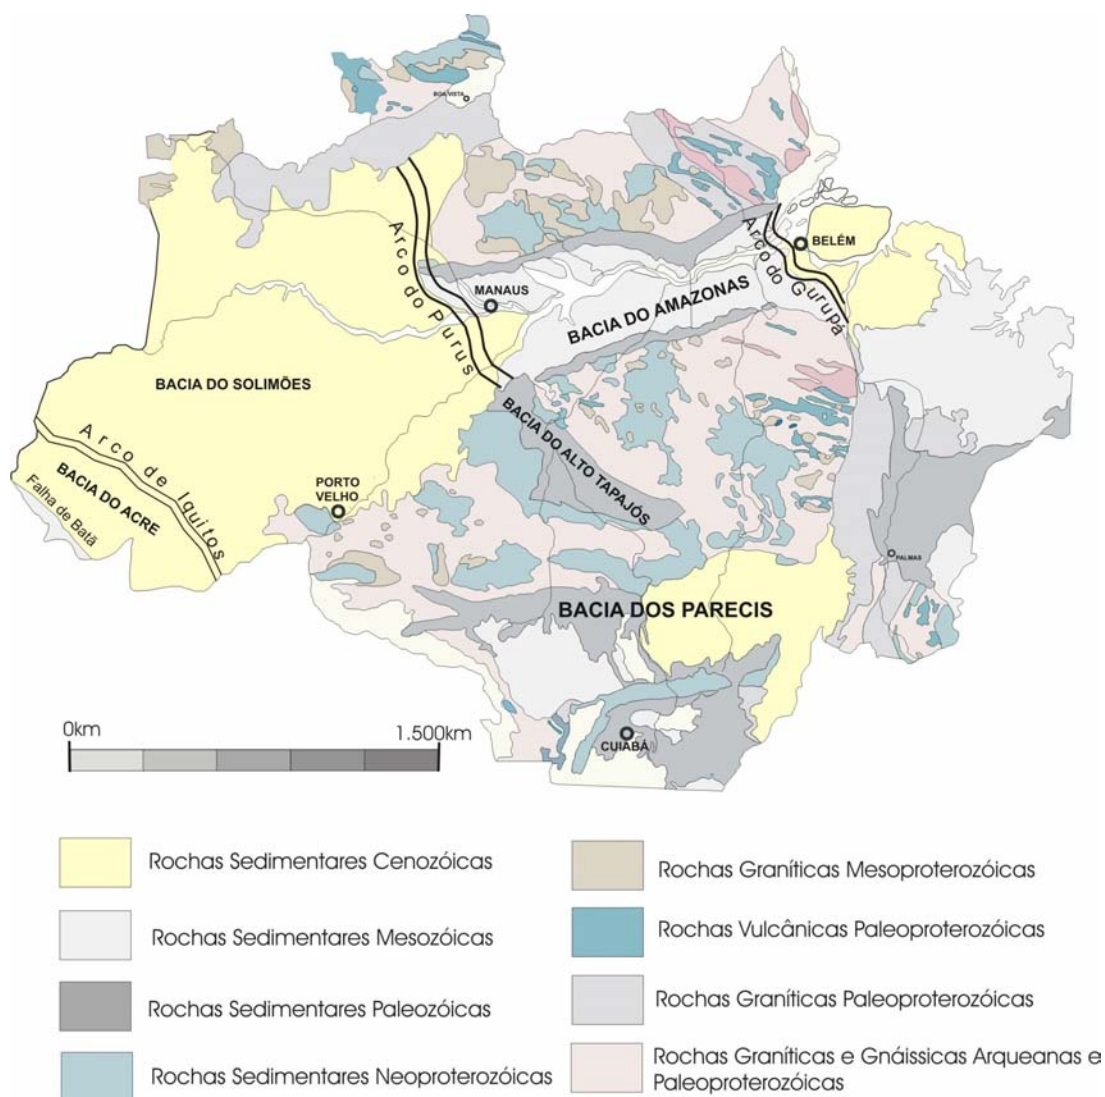 BOA VISTA
Arco do Purus
MANAUS
BACIA DO AMAZONAS
Arco do Gurupá
BELÉM
BACIA DO SOLIMÕES
Arco de Iquitos
BACIA DO ACRE
Falha de Batã
PORTO
VELHO
BACIA DO ALTO TAPAJÓS
PALMAS
BACIA DOS PARECIS
CUIABÁ
0km
1.500km
Rochas Sedimentares Cenozóicas
Rochas Sedimentares Mesozóicas
Rochas Sedimentares Paleozóicas
Rochas Sedimentares Neoproterozóicas
Rochas Graníticas Mesoproterozóicas
Rochas Vulcânicas Paleoproterozóicas
Rochas Graníticas Paleoproterozóicas
Rochas Graníticas e Gnáissicas Arqueanas e
Paleoproterozóicas